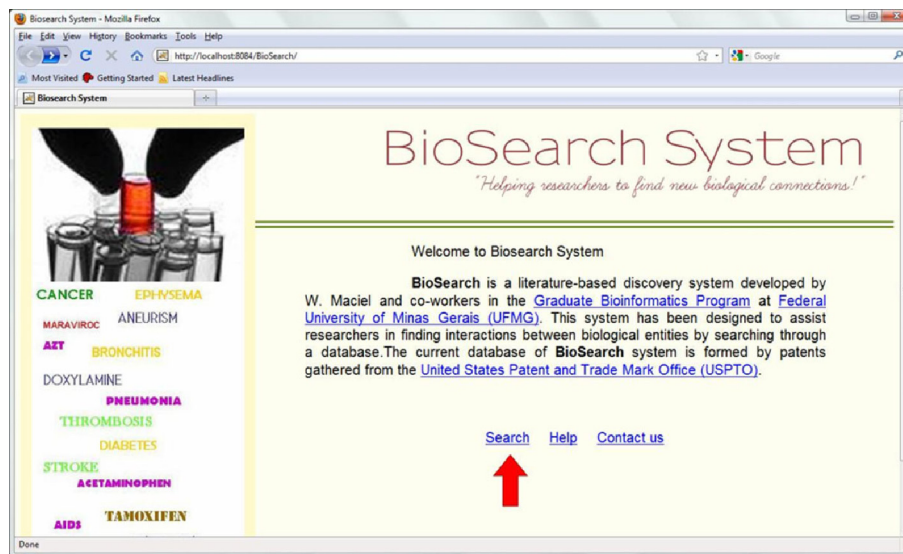 Biosearch System - Mozilla Firefox
File Edit View History Bookmarks Tools Help
http://localhost:8084/BioSearch/
Google
Most Visited Getting Started Latest Headlines
Biosearch System
BioSearch System
"Helping researchers to find new biological connections!"
Welcome to Biosearch System
BioSearch is a literature-based discovery system developed by
W. Maciel and co-workers in the Graduate Bioinformatics Program at Federal
University of Minas Gerais (UFMG). This system has been designed to assist
researchers in finding interactions between biological entities by searching through
a database.The current database of BioSearch system is formed by patents
gathered from the United States Patent and Trade Mark Office (USPTO).
Search Help Contact us
CANCER EPHYSEMA
MARAVIROC ANEURISM
AZT BRONCHITIS
DOXYLAMINE
PNEUMONIA
THROMBOSIS
DIABETES
STROKE
ACETAMINOPHEN
TAMOXIFEN
AIDS
Done